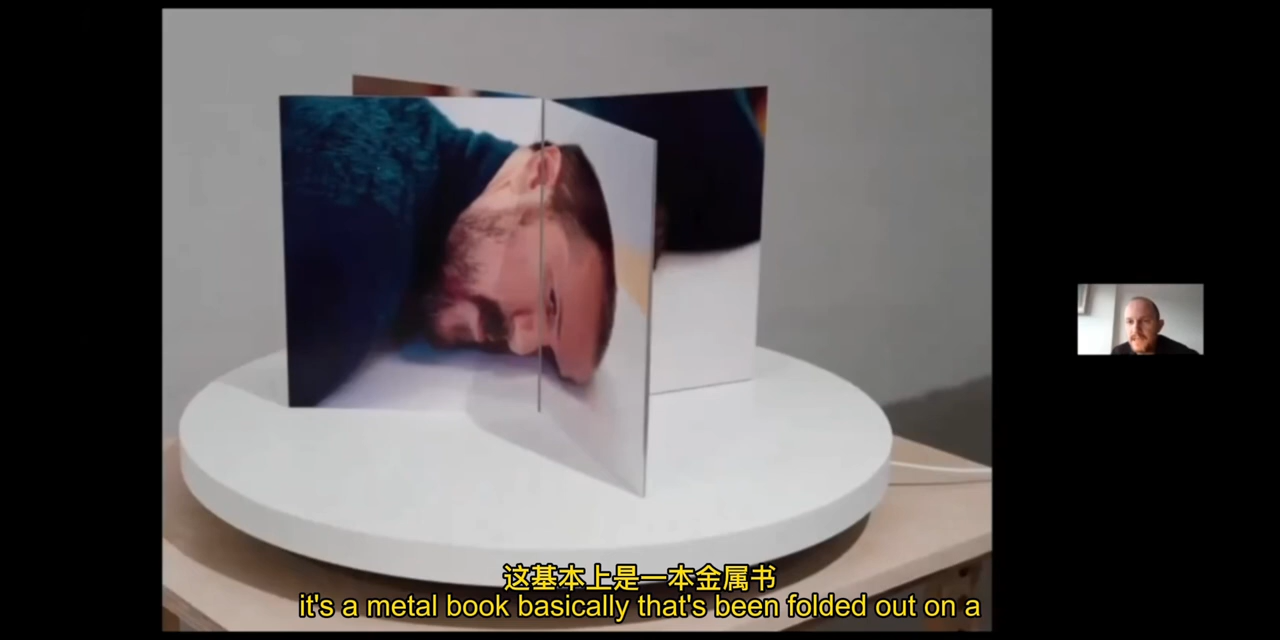 这基本上是一本金属书
it's a metal book basically that's been folded out on a